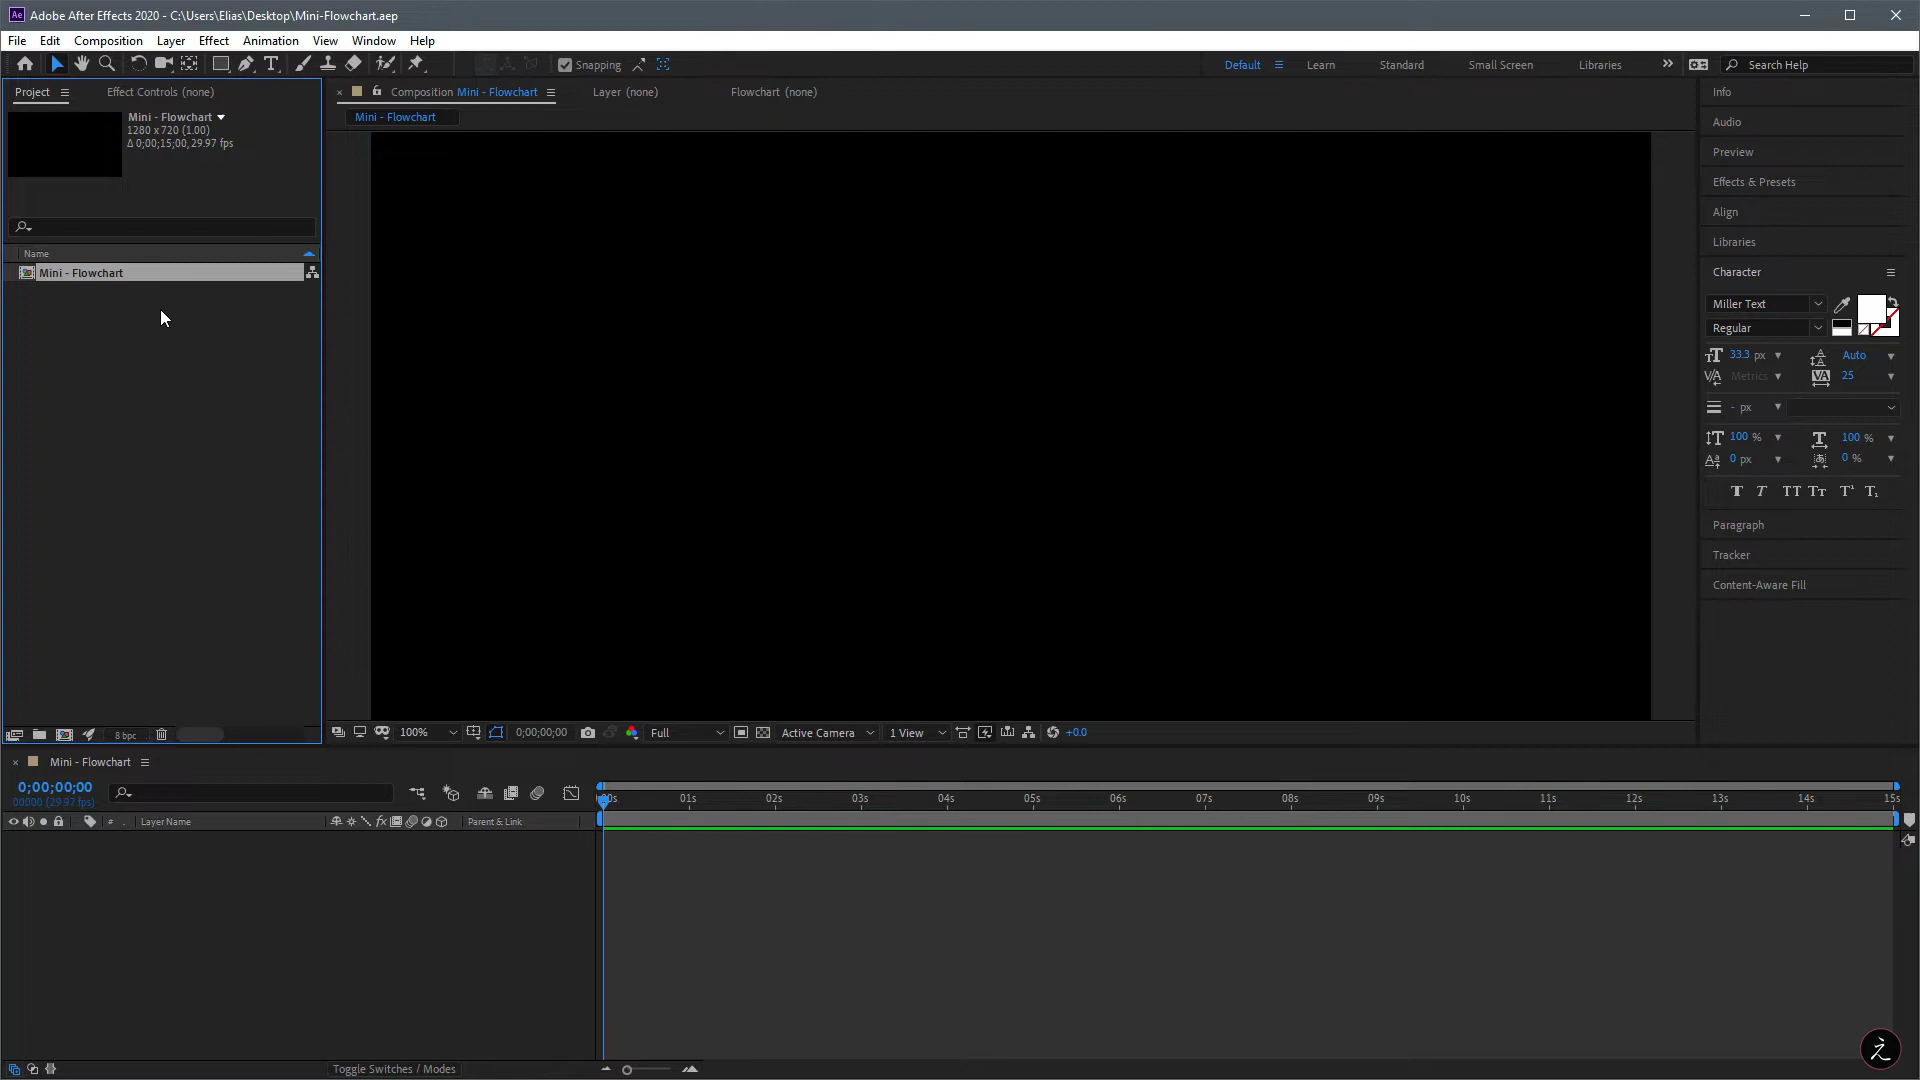 Adobe After Effects 2020 - C:\Users\Elias\Desktop\Mini-Flowchart.aep
File Edit Composition Layer Effect Animation View Window Help
Snapping
Default Learn Standard Small Screen Libraries
Search Help
Project Effect Controls (none)
Mini - Flowchart
1280 x 720 (1.00)
Δ 0;00;15;00, 29.97 fps
Name
Mini - Flowchart
8 bpc
Composition Mini - Flowchart Layer (none) Flowchart (none)
Mini - Flowchart
100% 0;00;00;00 Full Active Camera 1 View +0.0
Info
Audio
Preview
Effects & Presets
Align
Libraries
Character
Miller Text
Regular
33.3 px Auto
Metrics 25
- px
100 % 100 %
0 px 0 %
Paragraph
Tracker
Content-Aware Fill
Mini - Flowchart
0;00;00;00
00000 (29.97 fps)
# Layer Name Parent & Link
00s 01s 02s 03s 04s 05s 06s 07s 08s 09s 10s 11s 12s 13s 14s 15s
Toggle Switches / Modes